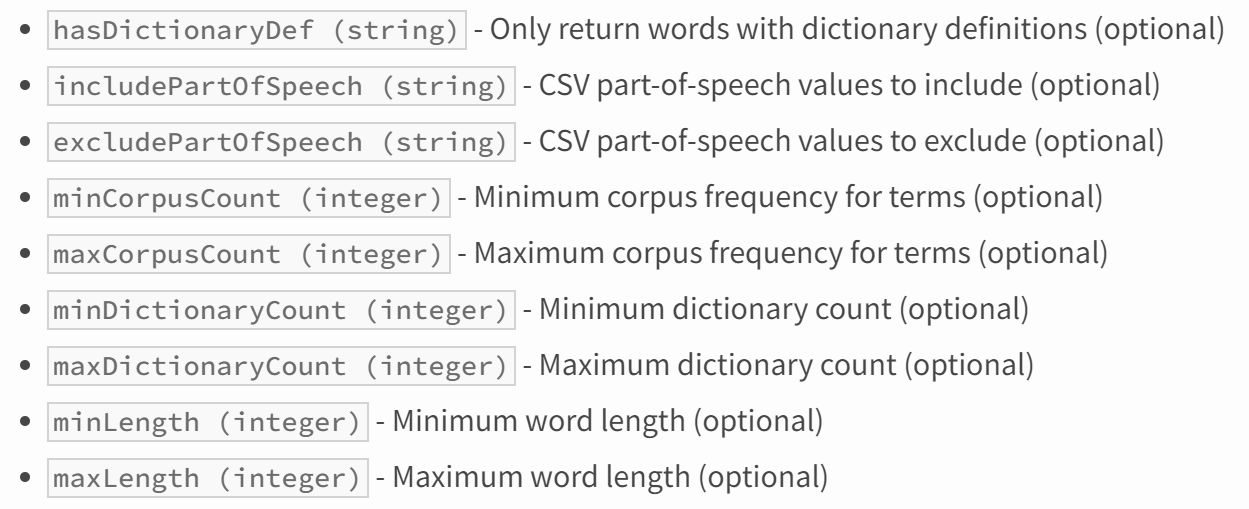 • hasDictionaryDef (string) - Only return words with dictionary definitions (optional)
• includePartOfSpeech (string) - CSV part-of-speech values to include (optional)
• excludePartOfSpeech (string) - CSV part-of-speech values to exclude (optional)
• minCorpusCount (integer) - Minimum corpus frequency for terms (optional)
• maxCorpusCount (integer) - Maximum corpus frequency for terms (optional)
• minDictionaryCount (integer) - Minimum dictionary count (optional)
• maxDictionaryCount (integer) - Maximum dictionary count (optional)
• minLength (integer) - Minimum word length (optional)
• maxLength (integer) - Maximum word length (optional)